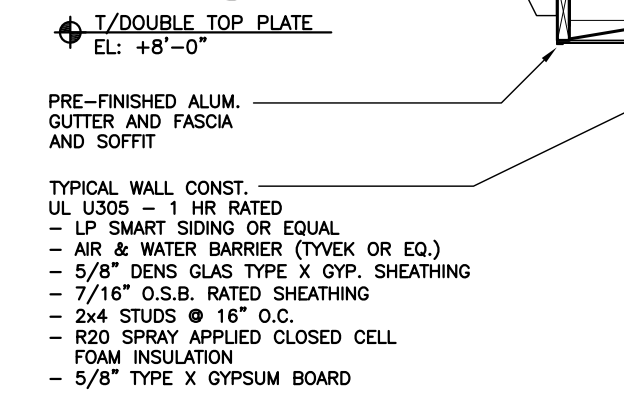 T/DOUBLE TOP PLATE
EL: +8'-0"
PRE-FINISHED ALUM.
GUTTER AND FASCIA
AND SOFFIT
TYPICAL WALL CONST.
UL U305 - 1 HR RATED
- LP SMART SIDING OR EQUAL
- AIR & WATER BARRIER (TYVEK OR EQ.)
- 5/8" DENS GLAS TYPE X GYP. SHEATHING
- 7/16" O.S.B. RATED SHEATHING
- 2x4 STUDS @ 16" O.C.
- R20 SPRAY APPLIED CLOSED CELL
FOAM INSULATION
- 5/8" TYPE X GYPSUM BOARD